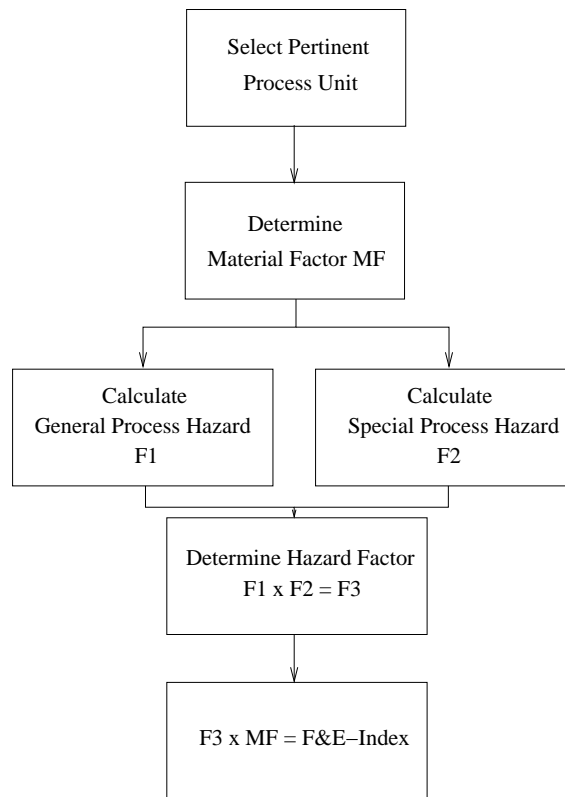 Select Pertinent
Process Unit
Determine
Material Factor MF
Calculate
General Process Hazard
F1
Calculate
Special Process Hazard
F2
Determine Hazard Factor
F1 x F2 = F3
F3 x MF = F&E−Index